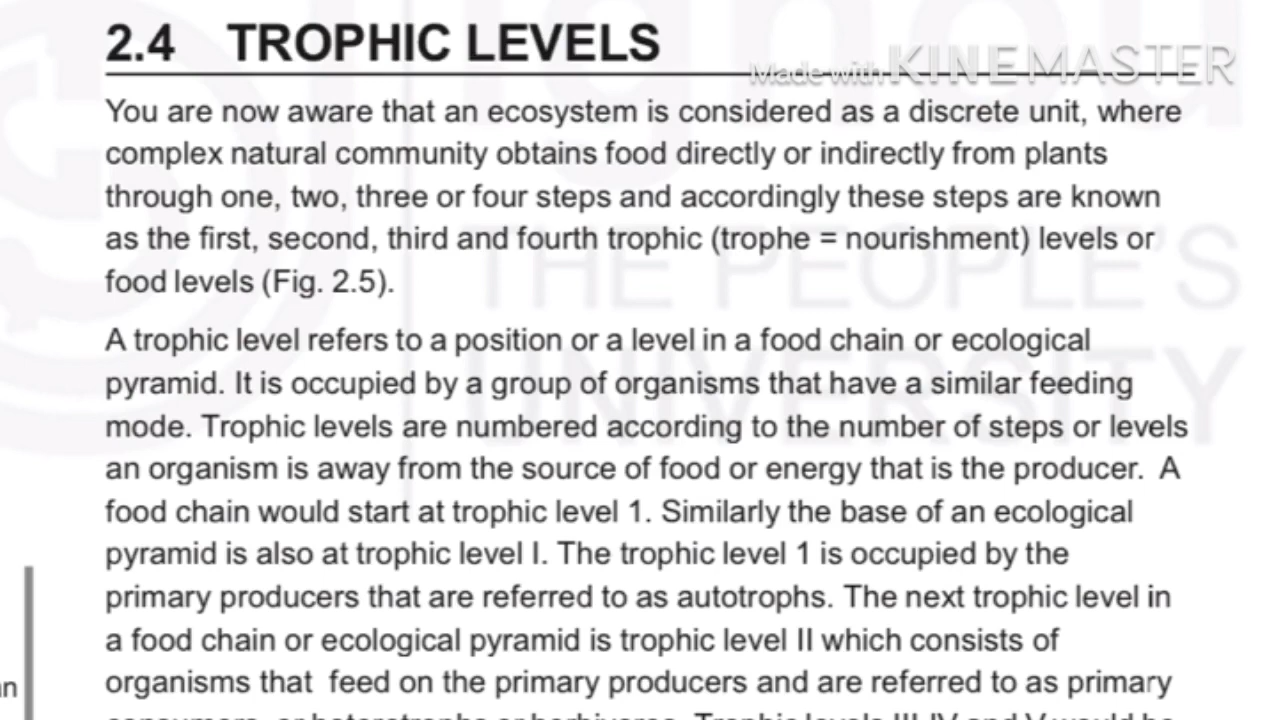 2.4 TROPHIC LEVELS
Made with KINEMASTER
You are now aware that an ecosystem is considered as a discrete unit, where
complex natural community obtains food directly or indirectly from plants
through one, two, three or four steps and accordingly these steps are known
as the first, second, third and fourth trophic (trophe = nourishment) levels or
food levels (Fig. 2.5).
A trophic level refers to a position or a level in a food chain or ecological
pyramid. It is occupied by a group of organisms that have a similar feeding
mode. Trophic levels are numbered according to the number of steps or levels
an organism is away from the source of food or energy that is the producer. A
food chain would start at trophic level 1. Similarly the base of an ecological
pyramid is also at trophic level I. The trophic level 1 is occupied by the
primary producers that are referred to as autotrophs. The next trophic level in
a food chain or ecological pyramid is trophic level II which consists of
organisms that feed on the primary producers and are referred to as primary
THE PEOPLE'S
UNIVERSITY